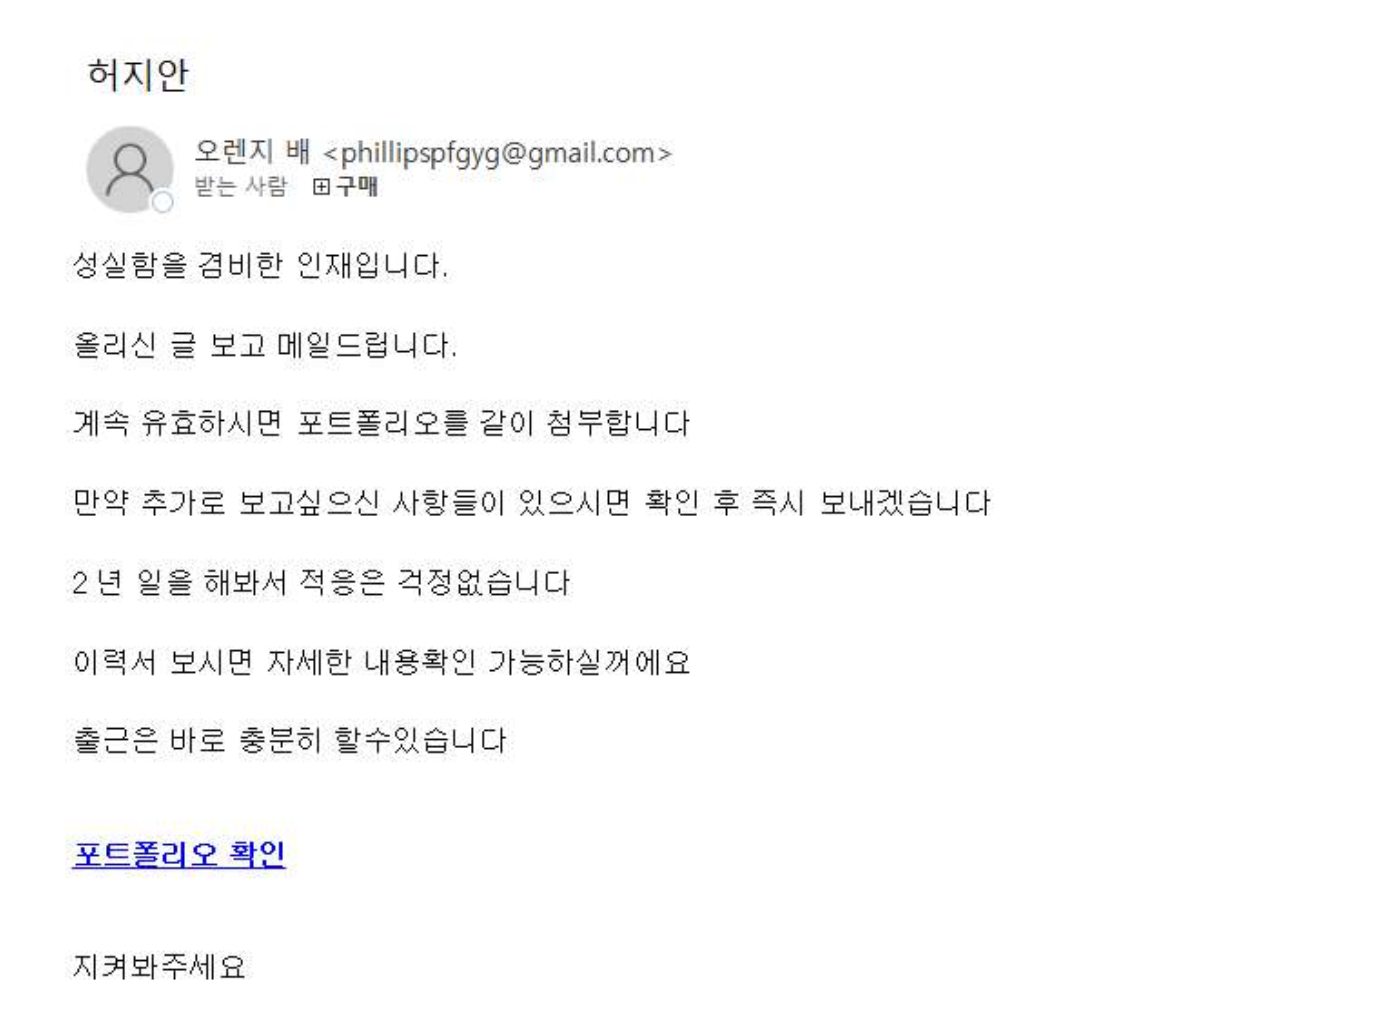 허지안
오렌지 배 <phillipspfgyg@gmail.com>
받는 사람 구매
성실함을 겸비한 인재입니다.
올리신 글 보고 메일드립니다.
계속 유효하시면 포트폴리오를 같이 첨부합니다
만약 추가로 보고싶으신 사항들이 있으시면 확인 후 즉시 보내겠습니다
2년 일을 해봐서 적응은 걱정없습니다
이력서 보시면 자세한 내용확인 가능하실꺼에요
출근은 바로 충분히 할수있습니다
포트폴리오 확인
지켜봐주세요